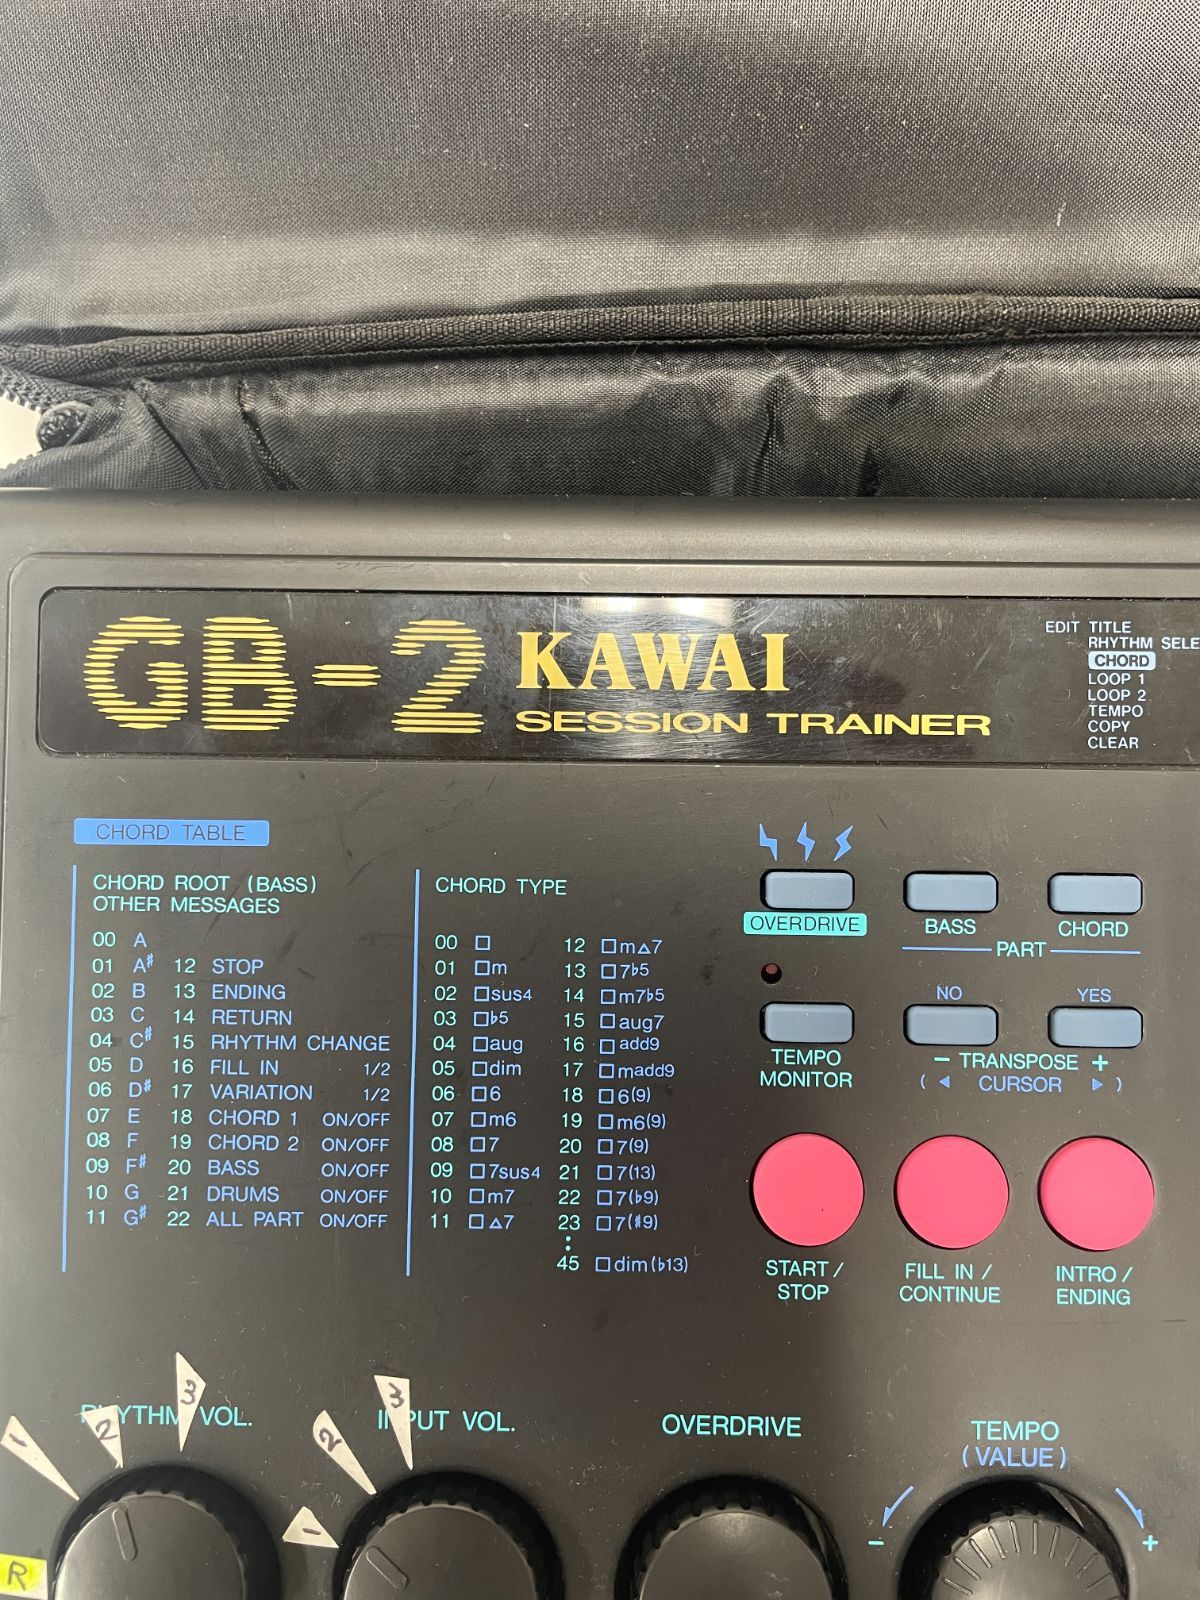 GB-2 KAWAI
SESSION TRAINER
EDIT TITLE
RHYTHM SELE
CHORD
LOOP 1
LOOP 2
TEMPO
COPY
CLEAR
CHORD TABLE
CHORD ROOT (BASS)
OTHER MESSAGES
00 A
01 A# 12 STOP
02 B 13 ENDING
03 C 14 RETURN
04 C# 15 RHYTHM CHANGE
05 D 16 FILL IN 1/2
06 D# 17 VARIATION 1/2
07 E 18 CHORD 1 ON/OFF
08 F 19 CHORD 2 ON/OFF
09 F# 20 BASS ON/OFF
10 G 21 DRUMS ON/OFF
11 G# 22 ALL PART ON/OFF
CHORD TYPE
00 □ 12 □m△7
01 □m 13 □7♭5
02 □sus4 14 □m7♭5
03 □♭5 15 □aug7
04 □aug 16 □add9
05 □dim 17 □madd9
06 □6 18 □6(9)
07 □m6 19 □m6(9)
08 □7 20 □7(9)
09 □7sus4 21 □7(13)
10 □m7 22 □7(♭9)
11 □△7 23 □7(#9)
45 □dim(♭13)
OVERDRIVE
BASS
CHORD
PART
NO
YES
TEMPO
MONITOR
- TRANSPOSE +
(◀ CURSOR ▶)
START/
STOP
FILL IN/
CONTINUE
INTRO/
ENDING
RHYTHM VOL.
INPUT VOL.
OVERDRIVE
TEMPO
(VALUE)
1
2
3
1
2
3
- +
R